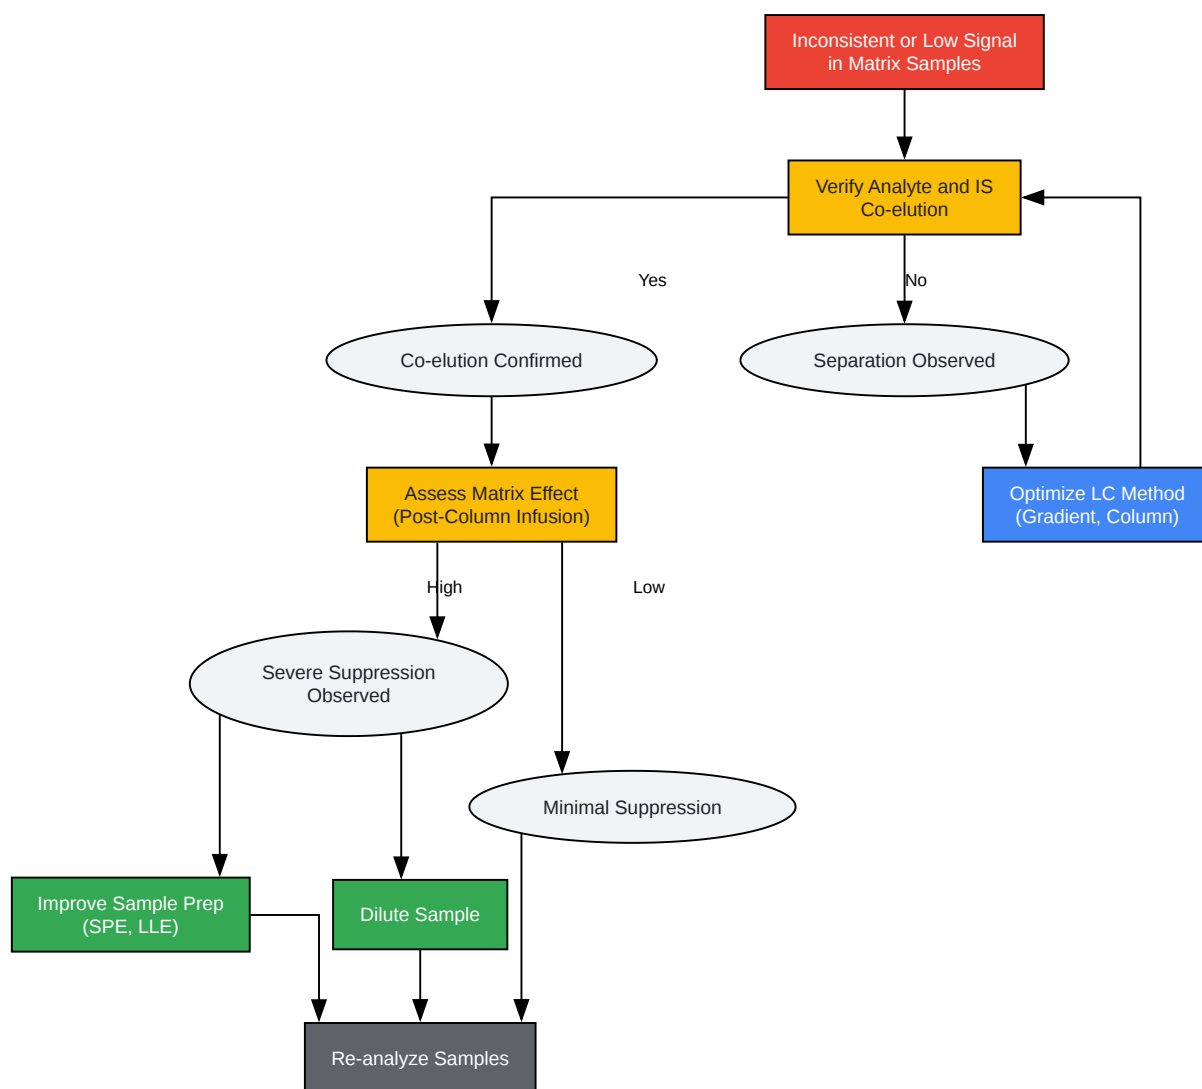 Inconsistent or Low Signal
in Matrix Samples
Verify Analyte and IS
Co-elution
Yes
No
Co-elution Confirmed
Separation Observed
Assess Matrix Effect
(Post-Column Infusion)
Optimize LC Method
(Gradient, Column)
High
Low
Severe Suppression
Observed
Minimal Suppression
Improve Sample Prep
(SPE, LLE)
Dilute Sample
Re-analyze Samples